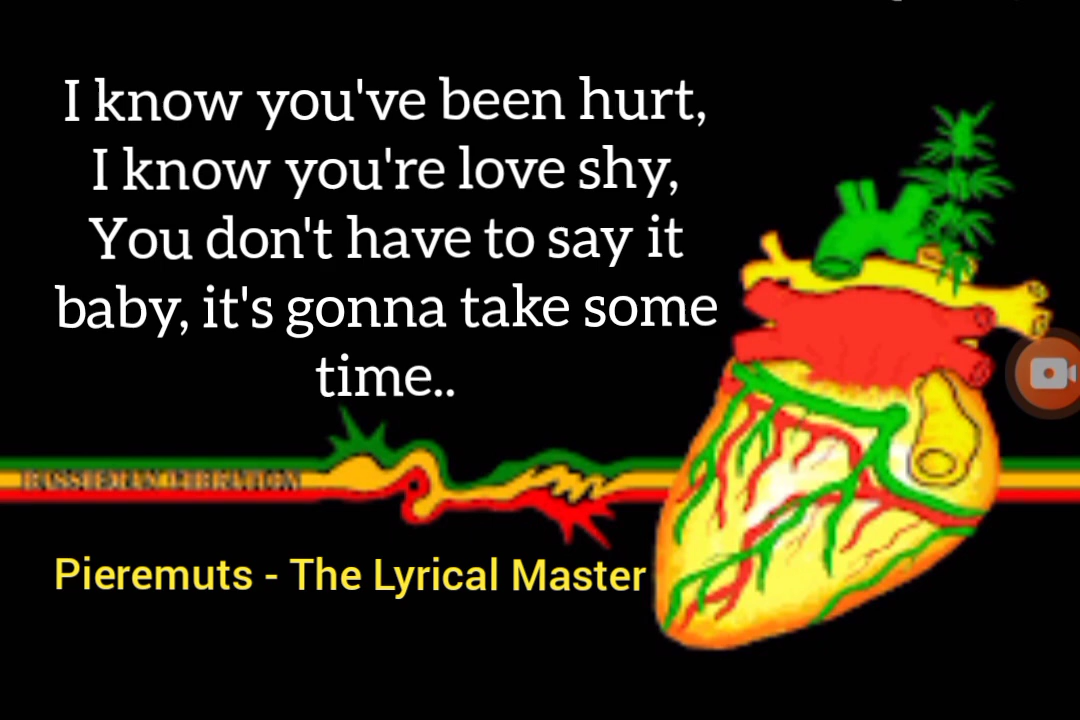 I know you've been hurt,
I know you're love shy,
You don't have to say it
baby, it's gonna take some
time..
VIBRATION
Pieremuts - The Lyrical Master